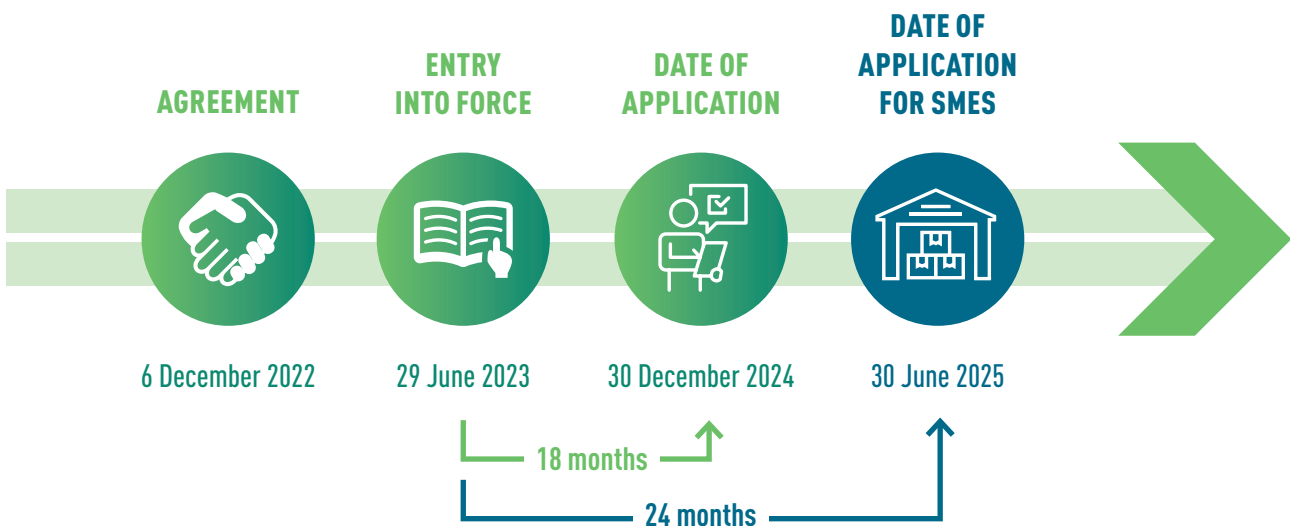 AGREEMENT
ENTRY
INTO FORCE
DATE OF
APPLICATION
DATE OF
APPLICATION
FOR SMES
6 December 2022
29 June 2023
30 December 2024
30 June 2025
18 months
24 months